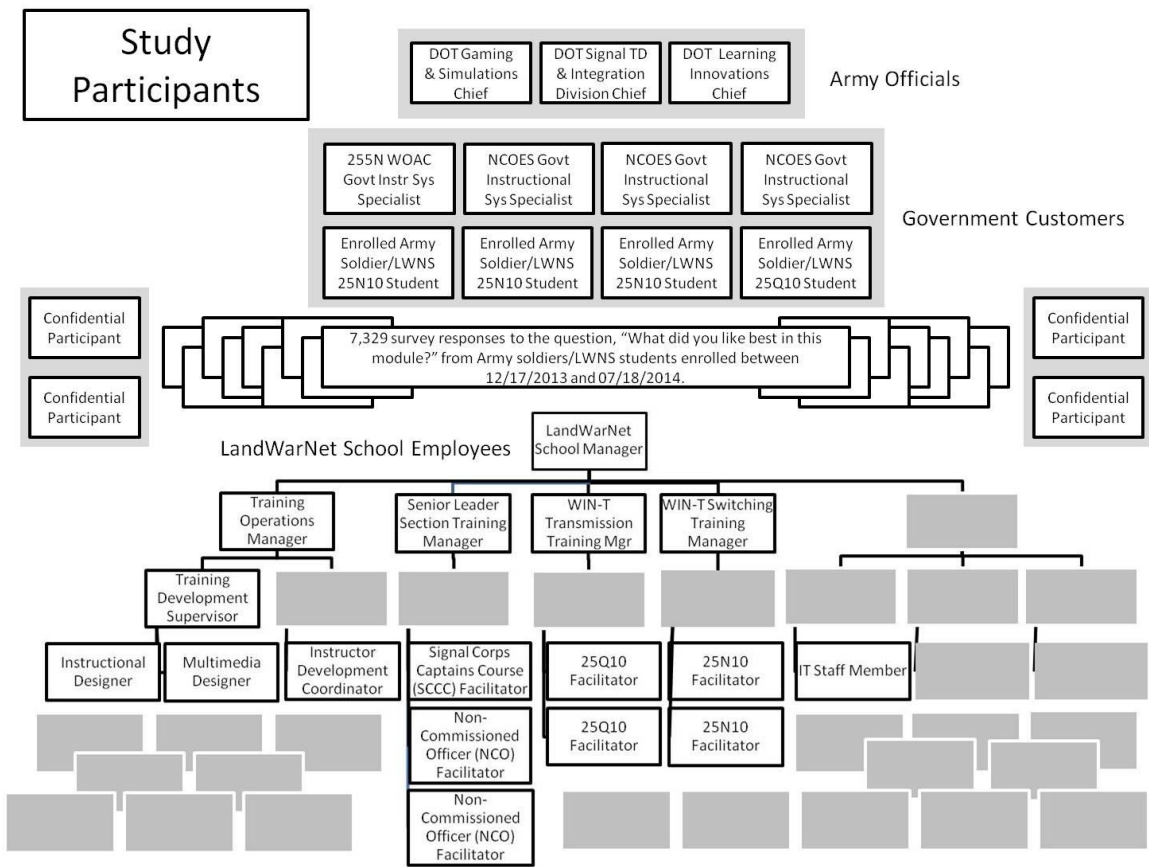 Study
Participants
DOT Gaming
& Simulations
Chief
DOT Signal TD
& Integration
Division Chief
DOT Learning
Innovations
Chief
Army Officials
255N WOAC
Govt Instr Sys
Specialist
NCOES Govt
Instructional
Sys Specialist
NCOES Govt
Instructional
Sys Specialist
NCOES Govt
Instructional
Sys Specialist
Government Customers
Enrolled Army
Soldier/LWNS
25N10 Student
Enrolled Army
Soldier/LWNS
25N10 Student
Enrolled Army
Soldier/LWNS
25N10 Student
Enrolled Army
Soldier/LWNS
25Q10 Student
Confidential
Participant
Confidential
Participant
7,329 survey responses to the question, “What did you like best in this
module?” from Army soldiers/LWNS students enrolled between
12/17/2013 and 07/18/2014.
Confidential
Participant
Confidential
Participant
LandWarNet School Employees
LandWarNet
School Manager
Training
Operations
Manager
Senior Leader
Section Training
Manager
WIN-T
Transmission
Training Mgr
WIN-T Switching
Training
Manager
Training
Development
Supervisor
Instructional
Designer
Multimedia
Designer
Instructor
Development
Coordinator
Signal Corps
Captains Course
(SCCC) Facilitator
25Q10
Facilitator
25N10
Facilitator
IT Staff Member
Non-
Commissioned
Officer (NCO)
Facilitator
25Q10
Facilitator
25N10
Facilitator
Non-
Commissioned
Officer (NCO)
Facilitator